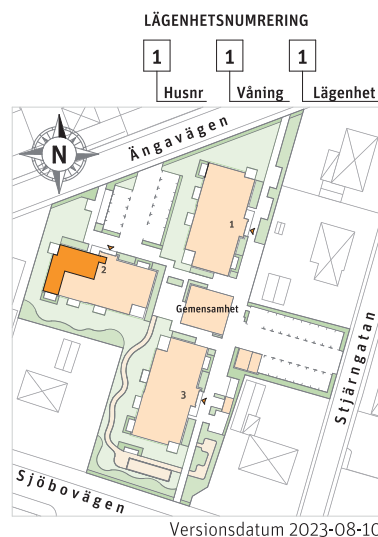 LÄGENHETSNUMRERING
1 1 1
Husnr Våning Lägenhet
Ängavägen
N
1
2
Gemensamhet
3
Stjärngatan
Sjöbovägen
Versionsdatum 2023-08-10